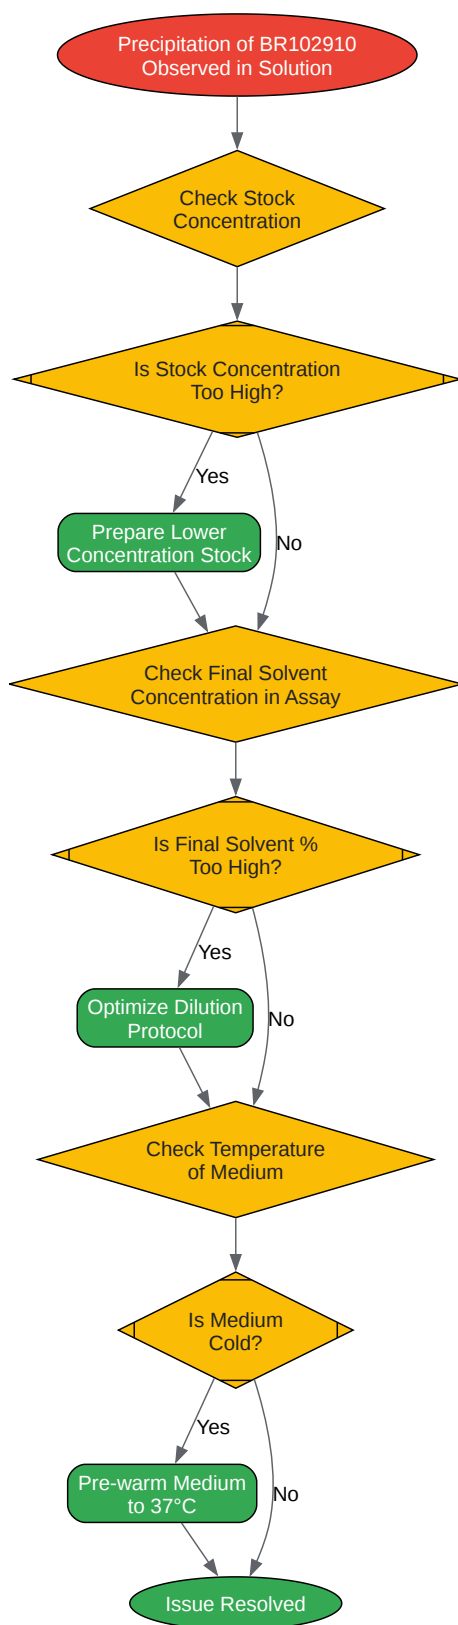 Precipitation of BR102910
Observed in Solution
Check Stock
Concentration
Is Stock Concentration
Too High?
Yes
Prepare Lower
Concentration Stock
No
Check Final Solvent
Concentration in Assay
Is Final Solvent %
Too High?
Yes
Optimize Dilution
Protocol
No
Check Temperature
of Medium
Is Medium
Cold?
Yes
Pre-warm Medium
to 37°C
No
Issue Resolved